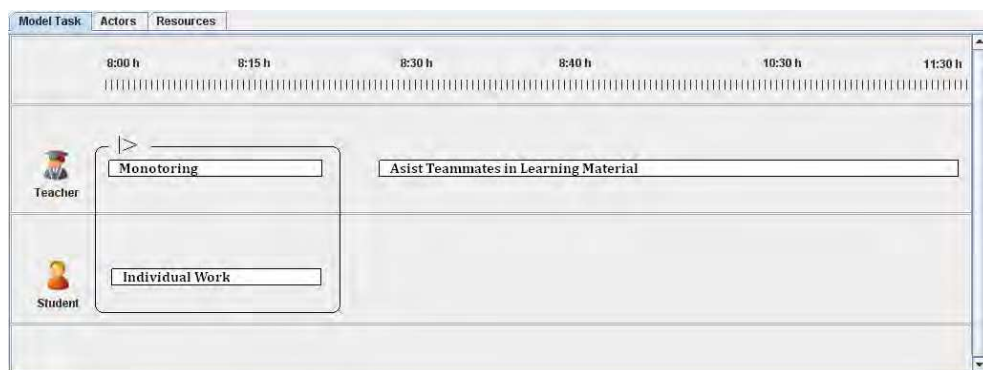 Model Task Actors Resources
8:00 h 8:15 h 8:30 h 8:40 h 10:30 h 11:30 h
|>
Monotoring Asist Teammates in Learning Material
Teacher
Individual Work
Student